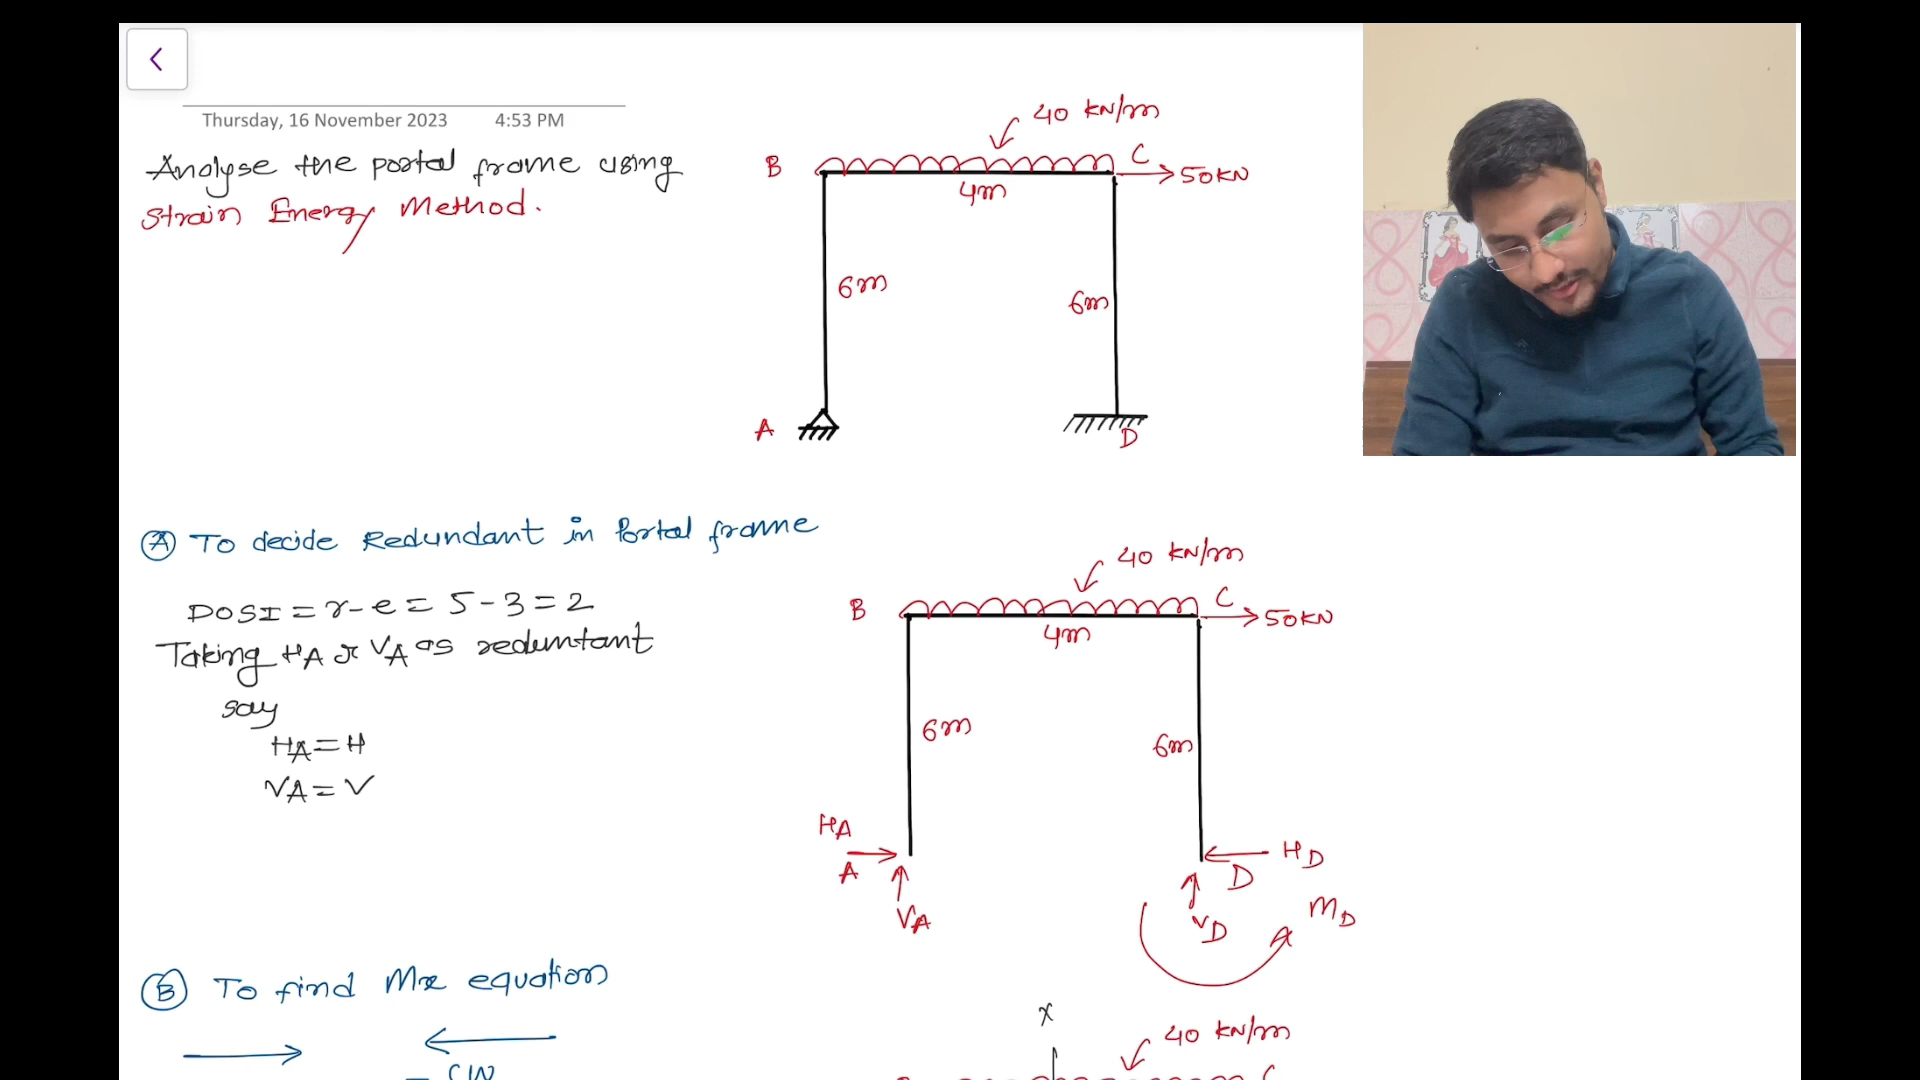 Thursday, 16 November 2023 4:53 PM
Analyse the portal frame using
Strain Energy Method.
40 kN/m
B
C
50KN
4m
6m
6m
A
D
(A) To decide Redundant in Portal frame
DOSI = r - e = 5 - 3 = 2
Taking HA & VA as reduntant
say
HA = H
VA = V
40 kN/m
B
C
50KN
4m
6m
6m
HA
A
VA
HD
D
VD
MD
(B) To find Mx equation
X
40 kN/m